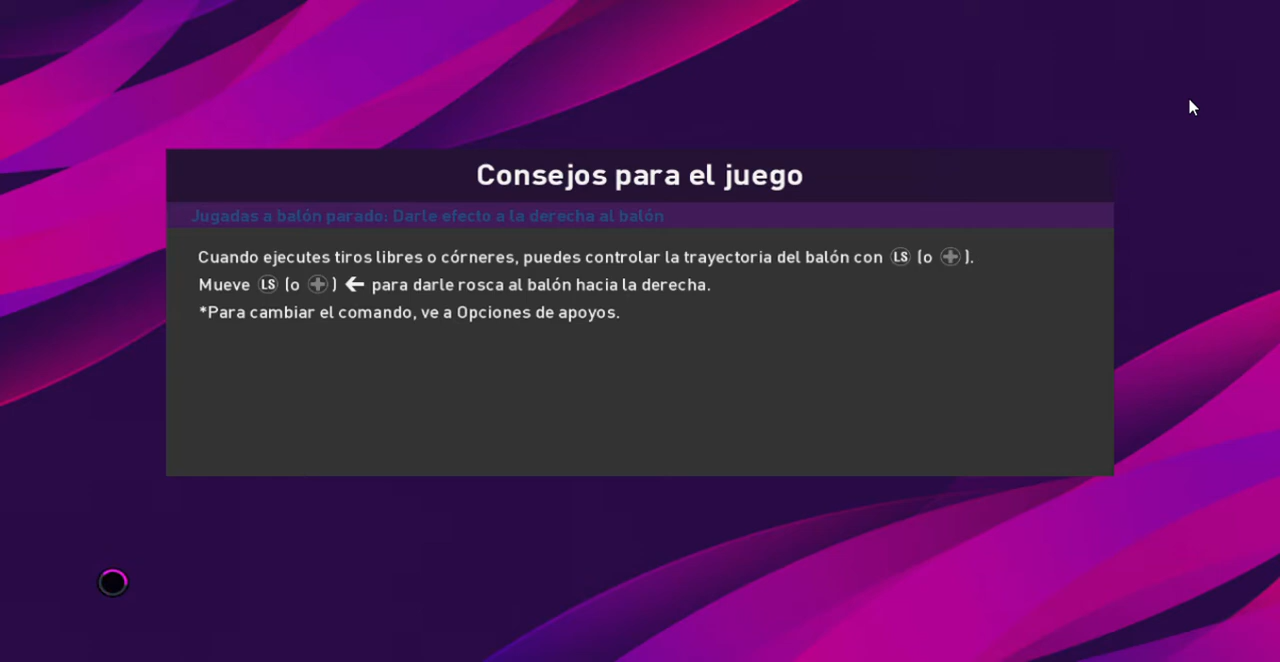 Consejos para el juego
Jugadas a balón parado: Darle efecto a la derecha al balón
Cuando ejecutes tiros libres o córneres, puedes controlar la trayectoria del balón con LS (o ✚).
Mueve LS (o ✚) ← para darle rosca al balón hacia la derecha.
*Para cambiar el comando, ve a Opciones de apoyos.